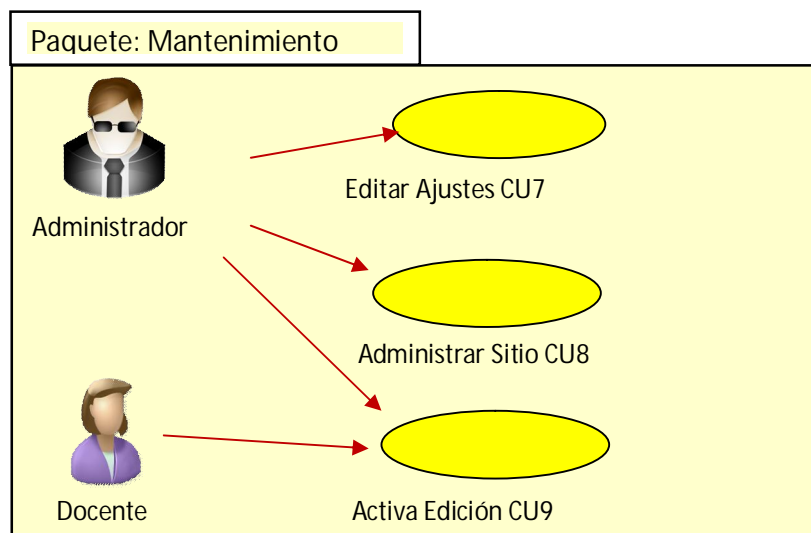 Paquete: Mantenimiento
Editar Ajustes CU7
Administrador
Administrar Sitio CU8
Docente
Activa Edición CU9